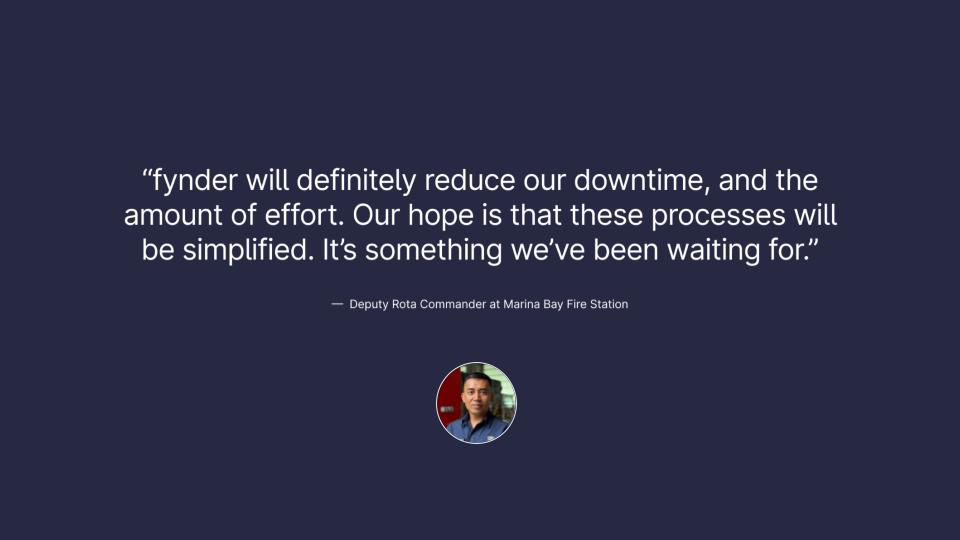 “fynder will definitely reduce our downtime, and the
amount of effort. Our hope is that these processes will
be simplified. It’s something we’ve been waiting for.”
— Deputy Rota Commander at Marina Bay Fire Station